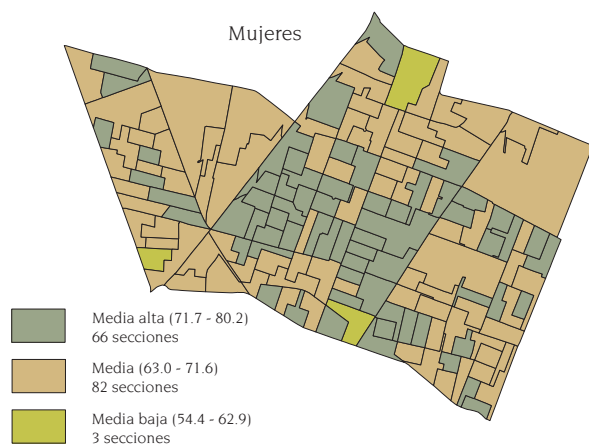 Mujeres
Media alta (71.7 - 80.2)
66 secciones
Media (63.0 - 71.6)
82 secciones
Media baja (54.4 - 62.9)
3 secciones